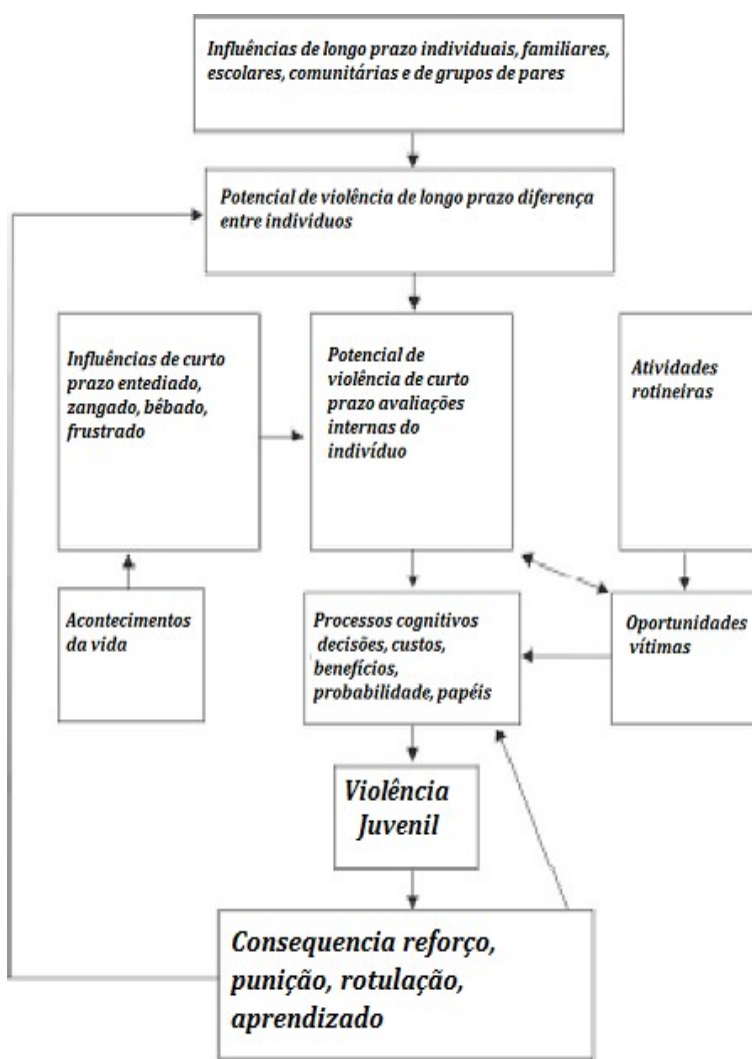 Influências de longo prazo individuais, familiares,
escolares, comunitárias e de grupos de pares
Potencial de violência de longo prazo diferença
entre individuos
Influências de curto
prazo entediado,
zangado, bêbado,
frustrado
Potencial de
violência de curto
prazo avaliações
internas do
indivíduo
Atividades
rotineiras
Acontecimentos
da vida
Processos cognitivos
decisões, custos,
benefícios,
probabilidade, papéis
Oportunidades
vítimas
Violência
Juvenil
Consequencia reforço,
punição, rotulação,
aprendizado